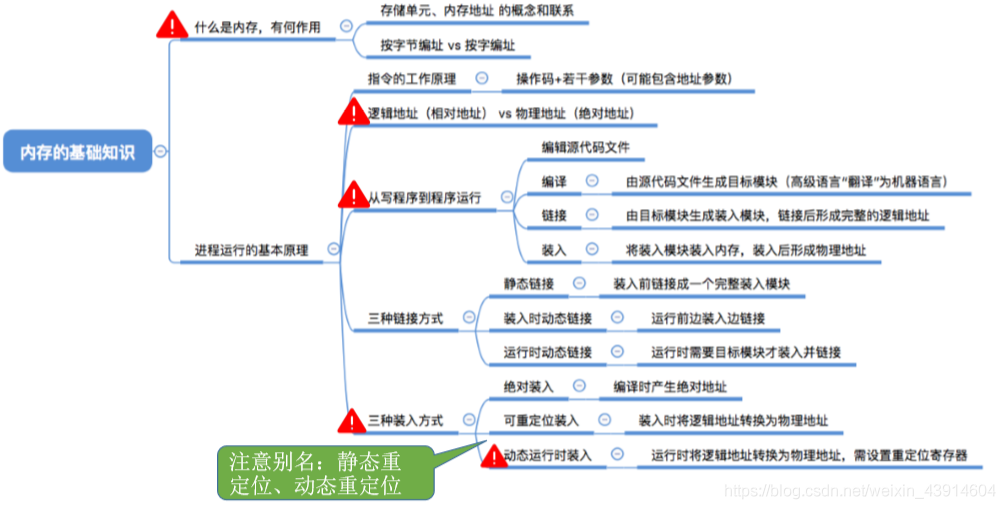 内存的基础知识
什么是内存，有何作用
存储单元、内存地址 的概念和联系
按字节编址 vs 按字编址
进程运行的基本原理
指令的工作原理
操作码+若干参数（可能包含地址参数）
逻辑地址（相对地址） vs 物理地址（绝对地址）
从写程序到程序运行
编辑源代码文件
编译
由源代码文件生成目标模块（高级语言“翻译”为机器语言）
链接
由目标模块生成装入模块，链接后形成完整的逻辑地址
装入
将装入模块装入内存，装入后形成物理地址
三种链接方式
静态链接
装入前链接成一个完整装入模块
装入时动态链接
运行前边装入边链接
运行时动态链接
运行时需要目标模块才装入并链接
三种装入方式
绝对装入
编译时产生绝对地址
可重定位装入
装入时将逻辑地址转换为物理地址
动态运行时装入
运行时将逻辑地址转换为物理地址，需设置重定位寄存器
注意别名：静态重
定位、动态重定位
https://blog.csdn.net/weixin_43914604